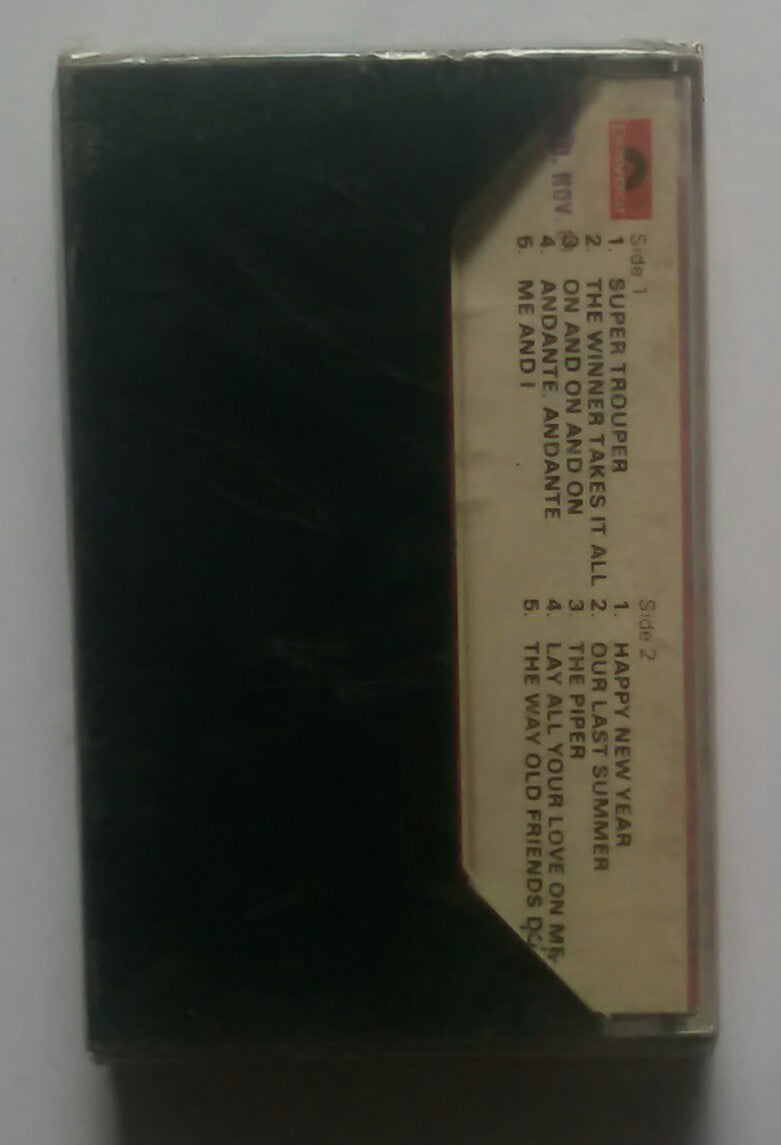 NOV.
Side 1
1. SUPER TROUPER
2. THE WINNER TAKES IT ALL
3. ON AND ON AND ON
4. ANDANTE, ANDANTE
5. ME AND I
Side 2
1. HAPPY NEW YEAR
2. OUR LAST SUMMER
3. THE PIPER
4. LAY ALL YOUR LOVE ON ME
5. THE WAY OLD FRIENDS DO